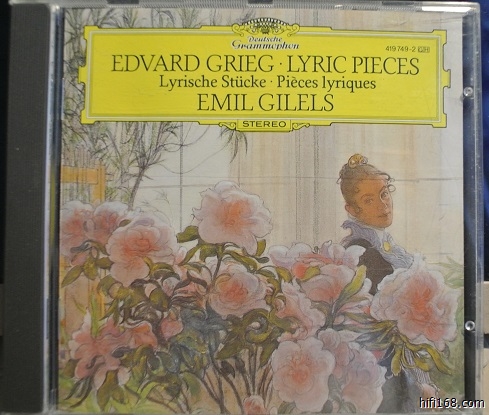 Deutsche
Grammophon
419 749-2
EDVARD GRIEG · LYRIC PIECES
Lyrische Stücke · Pièces lyriques
EMIL GILELS
STEREO
hifi168.com